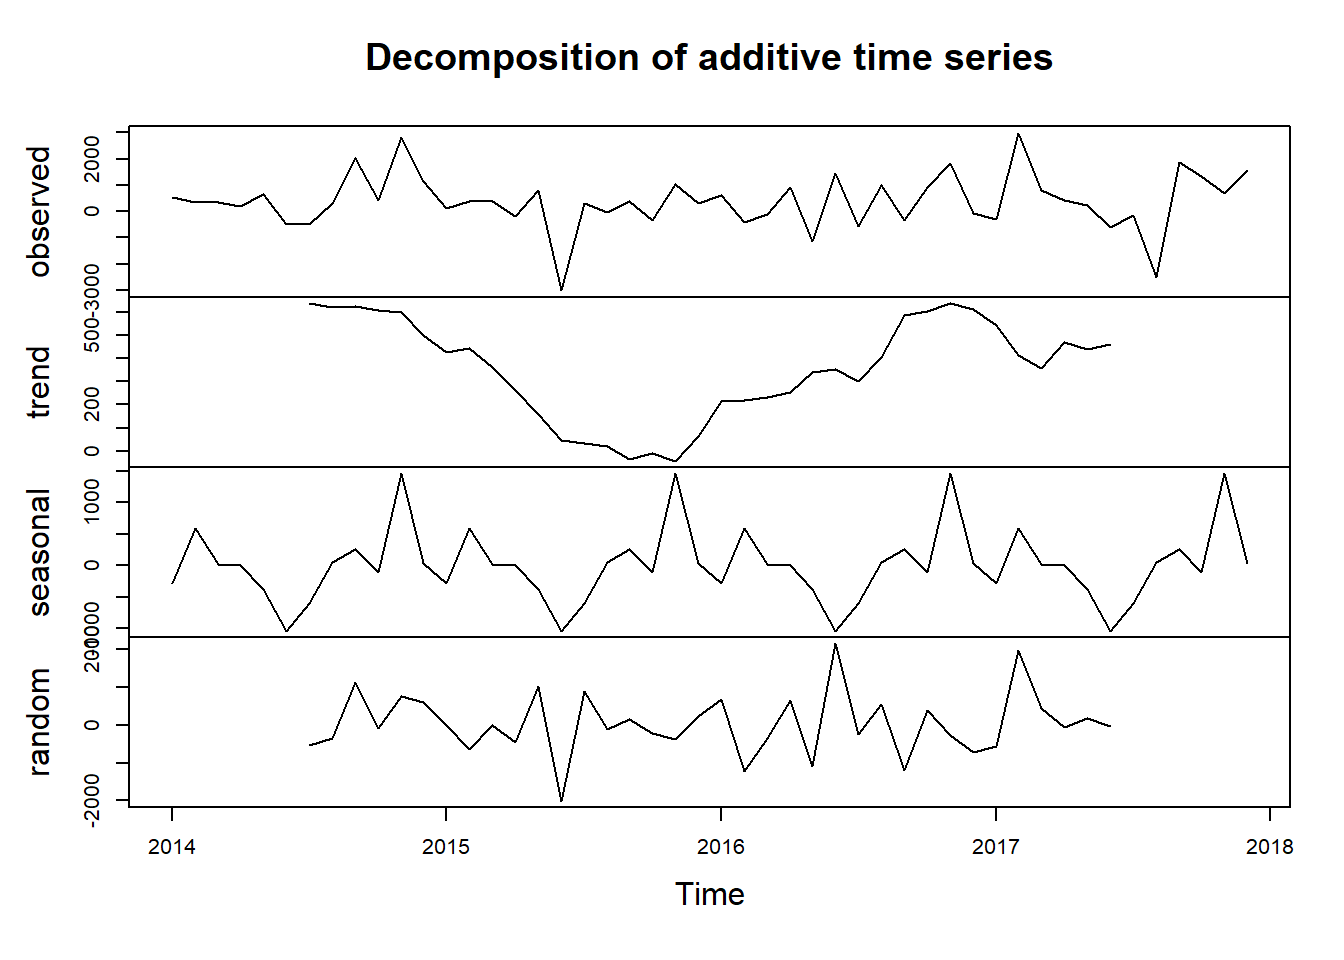 Decomposition of additive time series
observed
2000
0
-3000
trend
500
200
0
seasonal
1000
0
-1000
random
2000
0
-2000
2014 2015 2016 2017 2018
Time